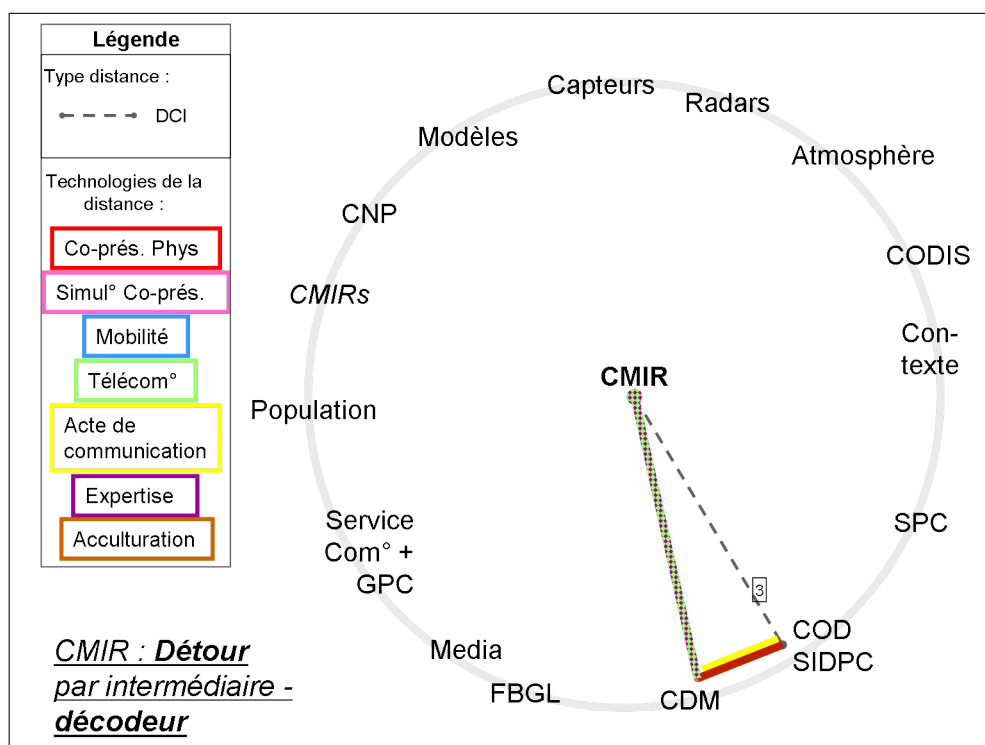 Légende
Type distance :
DCI
Technologies de la
distance :
Co-prés. Phys
Simul° Co-prés.
Mobilité
Télécom°
Acte de
communication
Expertise
Acculturation
Capteurs
Radars
Modèles
Atmosphère
CNP
CODIS
CMIRs
Con-
texte
CMIR
Population
Service
Com° +
GPC
SPC
3
COD
SIDPC
Media
FBGL
CDM
CMIR : Détour
par intermédiaire -
décodeur